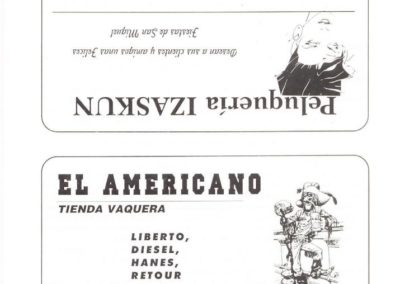 Peluquería IZASKUN
Desean a sus clientes y amigos unas Felices
Fiestas de San Miguel
EL AMERICANO
TIENDA VAQUERA
LIBERTO,
DIESEL,
HANES,
RETOUR